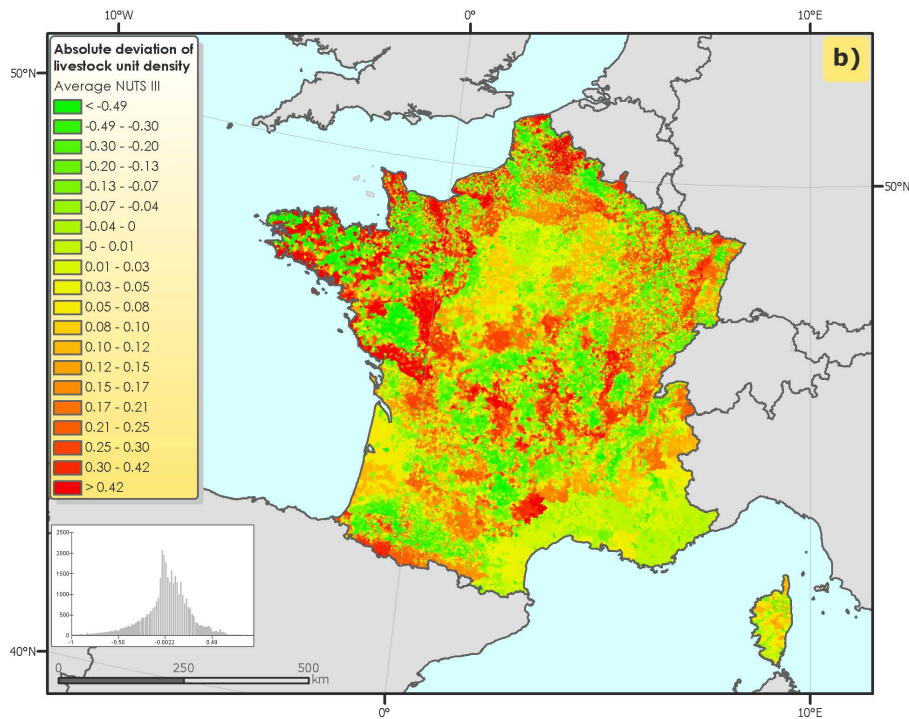 10°W 0° 10°E
Absolute deviation of
livestock unit density
Average NUTS III
b)
50°N
< -0.49
-0.49 - -0.30
-0.30 - -0.20
-0.20 - -0.13
-0.13 - -0.07
-0.07 - -0.04
-0.04 - 0
-0 - 0.01
0.01 - 0.03
0.03 - 0.05
0.05 - 0.08
0.08 - 0.10
0.10 - 0.12
0.12 - 0.15
0.15 - 0.17
0.17 - 0.21
0.21 - 0.25
0.25 - 0.30
0.30 - 0.42
> 0.42
50°N
2500
2000
1500
1000
500
0
-1 -0.50 -0.0022 0.49
40°N
0 250 500
km
0° 10°E